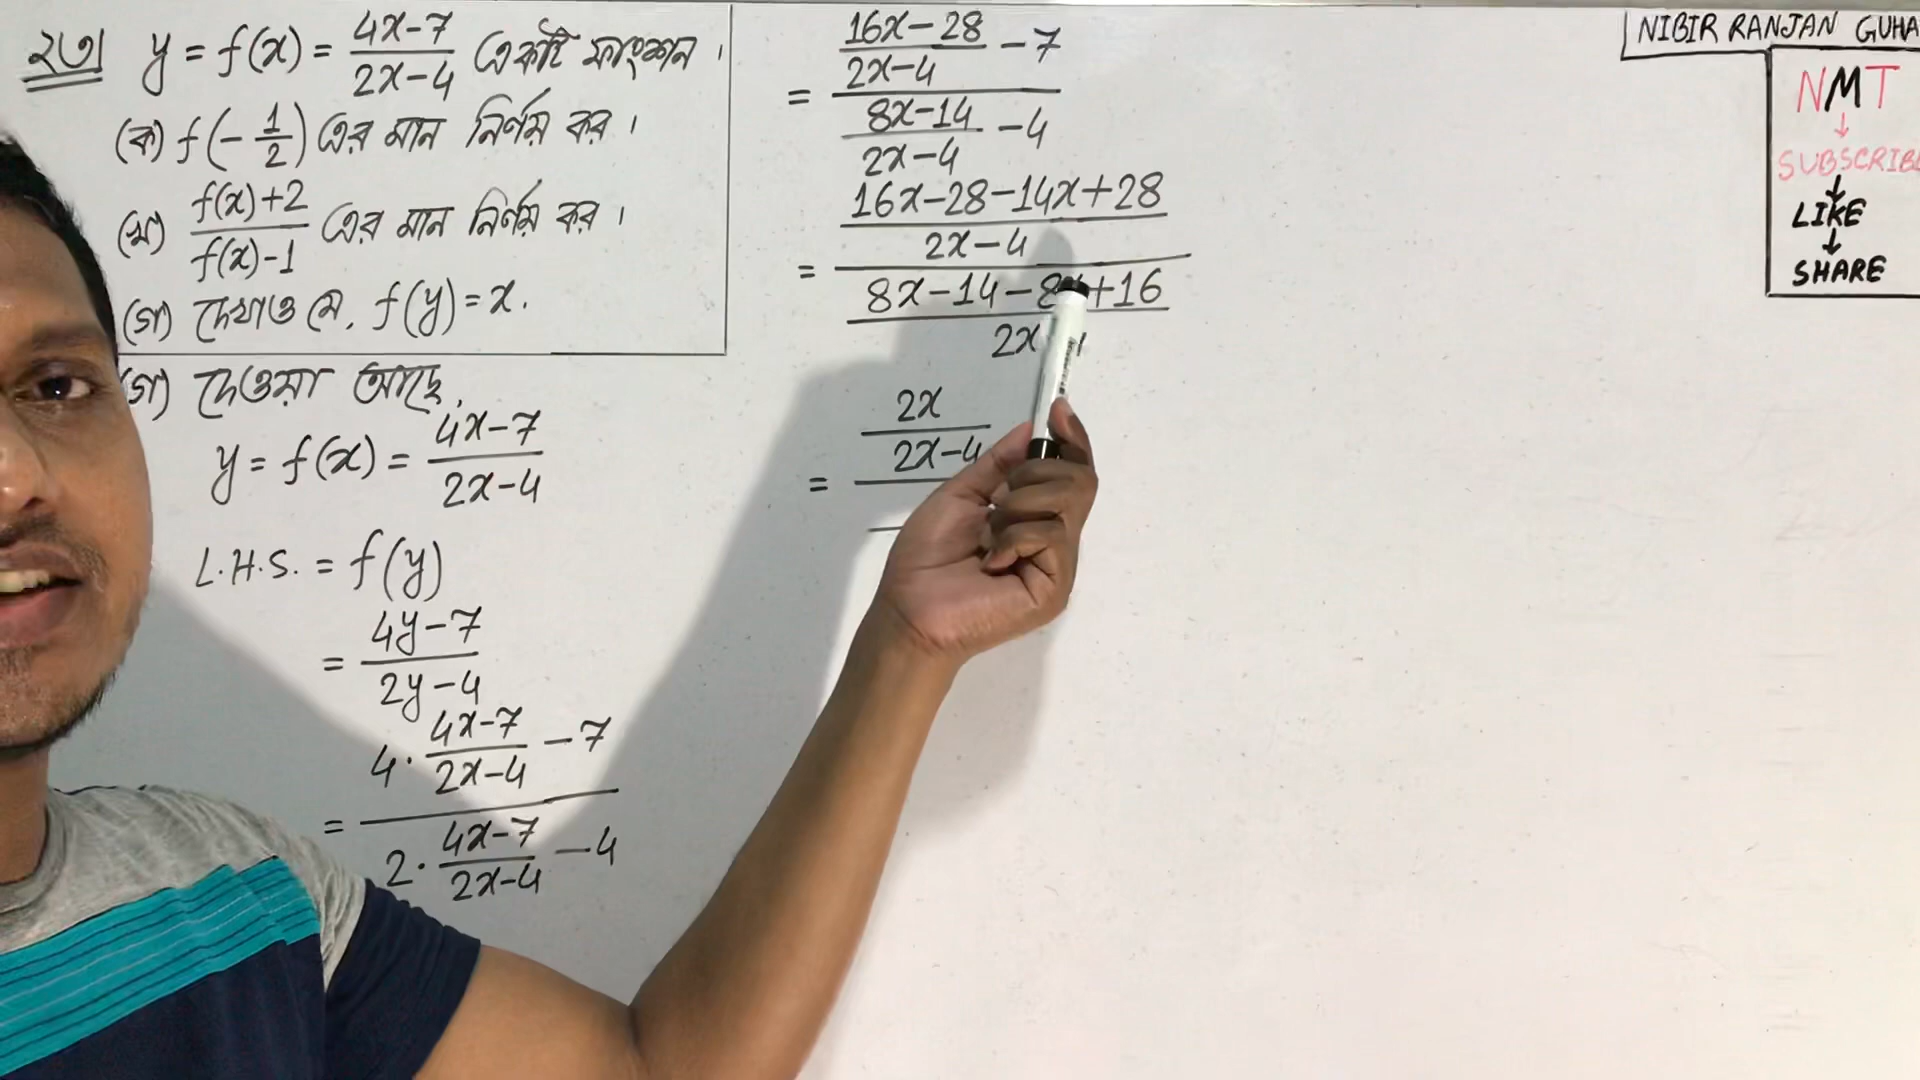 ২৩। y = f(x) = (4x-7)/(2x-4) একটি ফাংশন।
(ক) f(-1/2) এর মান নির্ণয় কর।
(খ) (f(x)+2)/(f(x)-1) এর মান নির্ণয় কর।
(গ) দেখাও যে, f(y) = x.
(গ) দেওয়া আছে,
y = f(x) = (4x-7)/(2x-4)
L.H.S. = f(y)
= (4y-7)/(2y-4)
= (4·(4x-7)/(2x-4) - 7)/(2·(4x-7)/(2x-4) - 4)
= ((16x-28)/(2x-4) - 7)/((8x-14)/(2x-4) - 4)
= ((16x-28-14x+28)/(2x-4))/((8x-14-8 +16)/(2x
= (2x/(2x-4))/
NIBIR RANJAN GUHA
NMT
↓
SUBSCRIBE
↓
LIKE
↓
SHARE